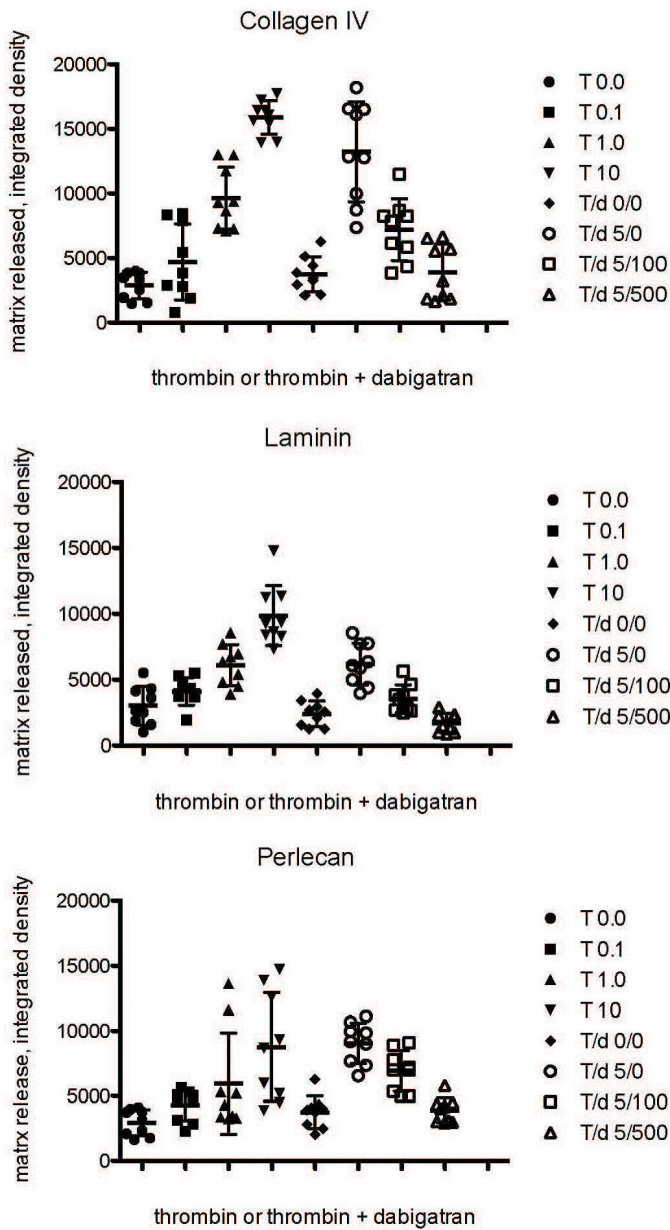 Collagen IV
matrix released, integrated density
20000
15000
10000
5000
0
T 0.0
T 0.1
T 1.0
T 10
T/d 0/0
T/d 5/0
T/d 5/100
T/d 5/500
thrombin or thrombin + dabigatran
Laminin
matrix released, integrated density
20000
15000
10000
5000
0
T 0.0
T 0.1
T 1.0
T 10
T/d 0/0
T/d 5/0
T/d 5/100
T/d 5/500
thrombin or thrombin + dabigatran
Perlecan
matrx release, integrated density
20000
15000
10000
5000
0
T 0.0
T 0.1
T 1.0
T 10
T/d 0/0
T/d 5/0
T/d 5/100
T/d 5/500
thrombin or thrombin + dabigatran